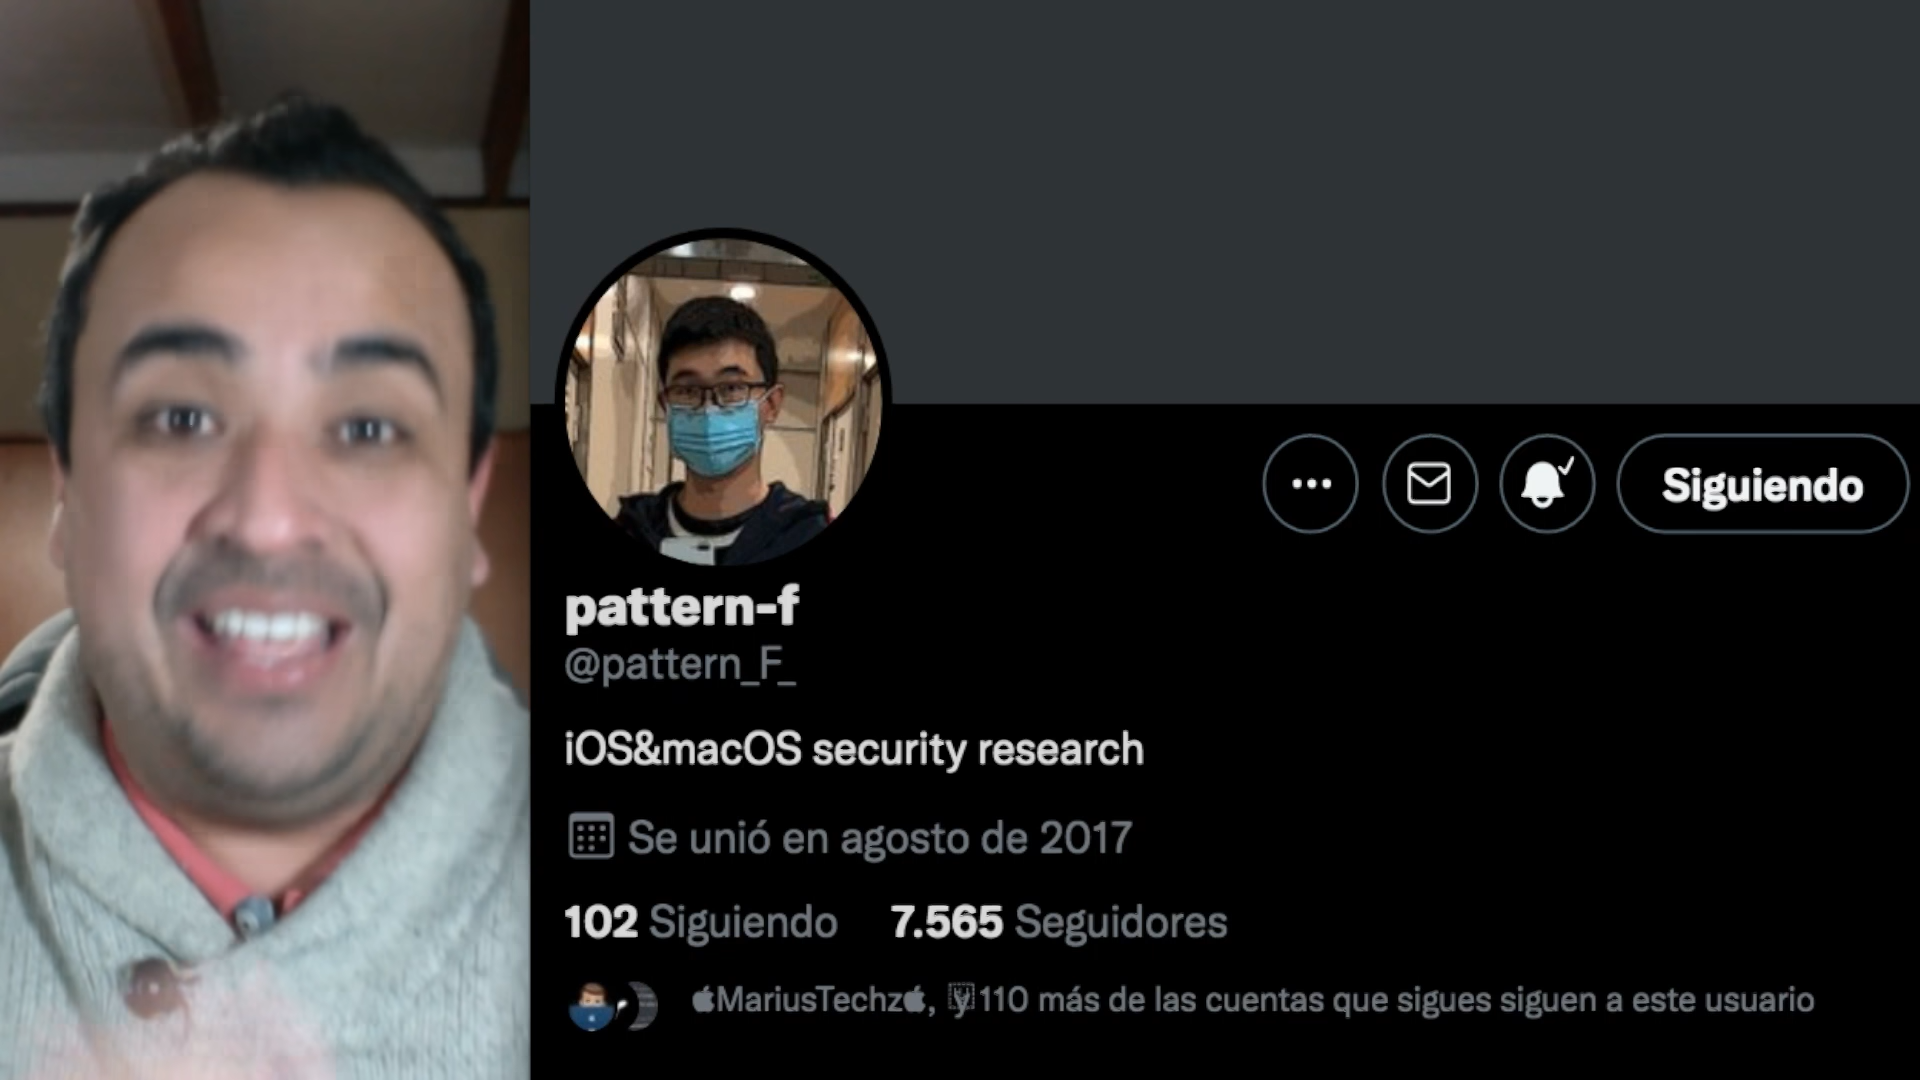 Siguiendo
pattern-f
@pattern_F_
iOS&macOS security research
Se unió en agosto de 2017
102 Siguiendo 7.565 Seguidores
MariusTechz, y 110 más de las cuentas que sigues siguen a este usuario